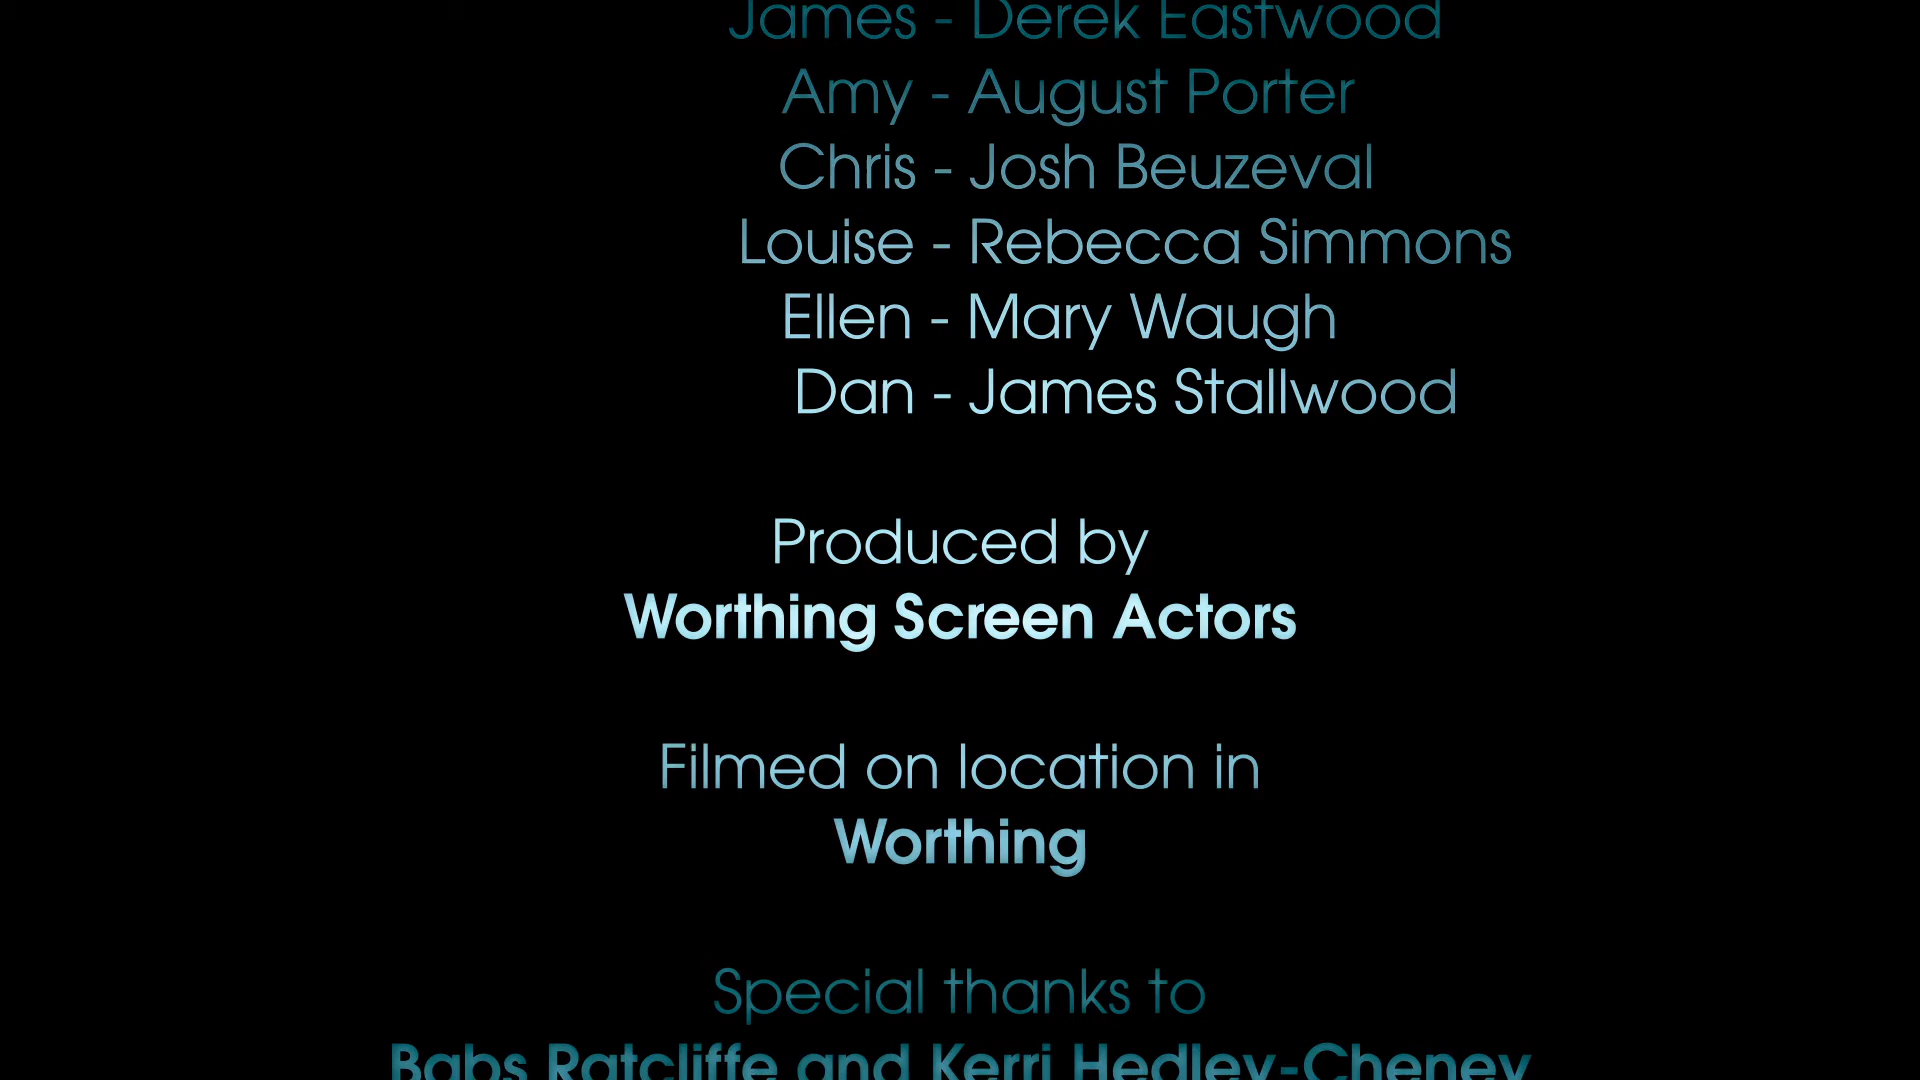 James - Derek Eastwood
Amy - August Porter
Chris - Josh Beuzeval
Louise - Rebecca Simmons
Ellen - Mary Waugh
Dan - James Stallwood
Produced by
Worthing Screen Actors
Filmed on location in
Worthing
Special thanks to
Babs Ratcliffe and Kerri Hedley-Cheney